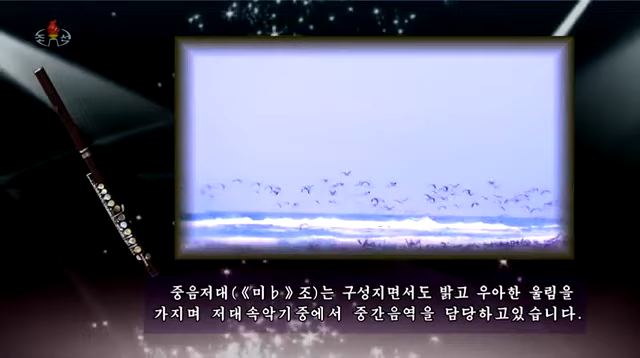 조선
중음저대(《미♭》조)는 구성지면서도 밝고 우아한 울림을
가지며 저대속악기중에서 중간음역을 담당하고있습니다.